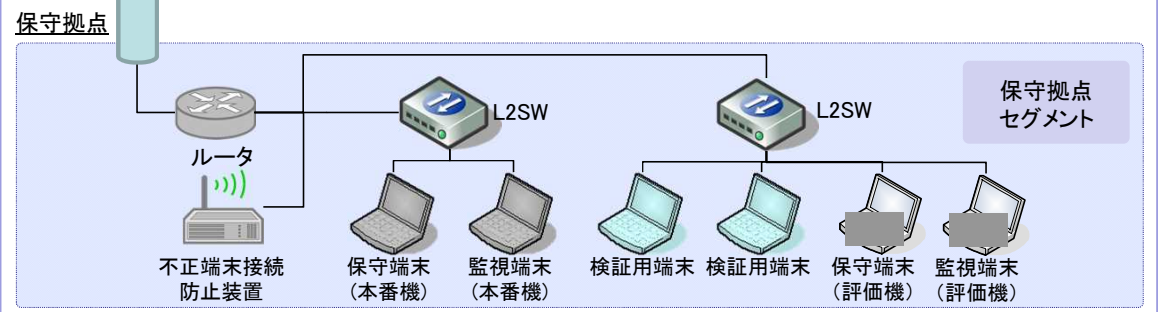 保守拠点
保守拠点
セグメント
L2SW
L2SW
ルータ
不正端末接続
防止装置
保守端末
(本番機)
監視端末
(本番機)
検証用端末
検証用端末
保守端末
(評価機)
監視端末
(評価機)